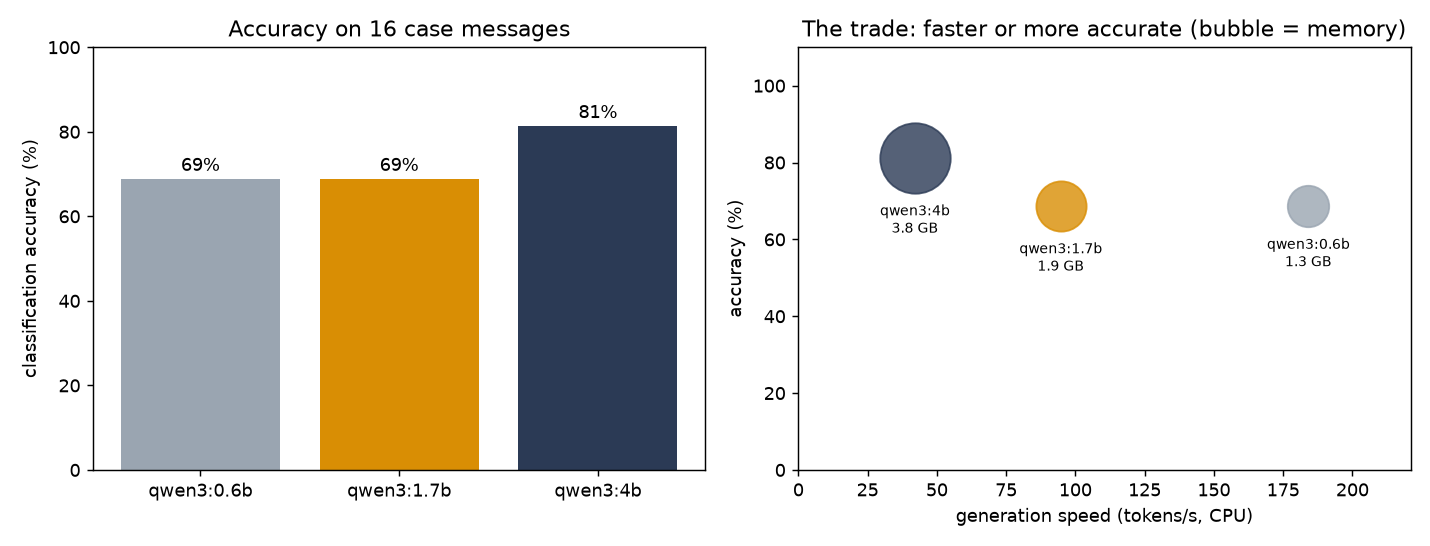 Accuracy on 16 case messages
classification accuracy (%)
100
80
60
40
20
0
69%
69%
81%
qwen3:0.6b
qwen3:1.7b
qwen3:4b
The trade: faster or more accurate (bubble = memory)
accuracy (%)
100
80
60
40
20
0
qwen3:4b
3.8 GB
qwen3:1.7b
1.9 GB
qwen3:0.6b
1.3 GB
0
25
50
75
100
125
150
175
200
generation speed (tokens/s, CPU)